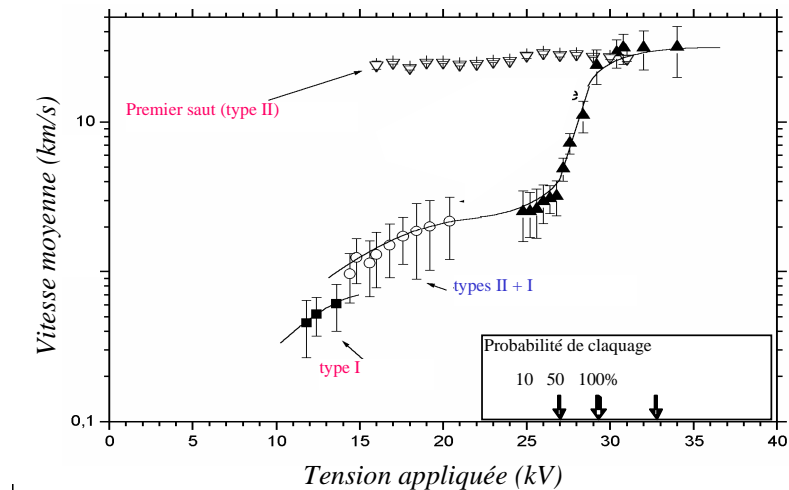 Vitesse moyenne (km/s)
10
0,1
Premier saut (type II)
types II + I
type I
Probabilité de claquage
10 50 100%
0 5 10 15 20 25 30 35 40
Tension appliquée (kV)